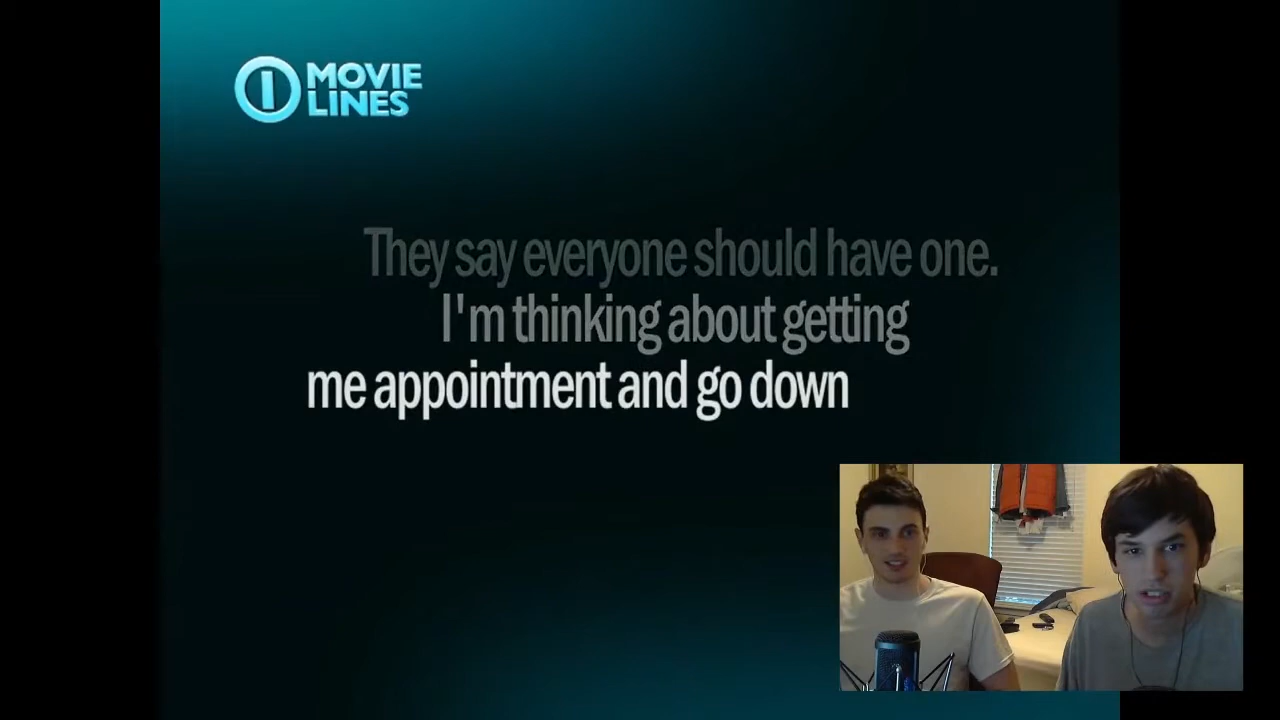 MOVIE
LINES
They say everyone should have one.
I'm thinking about getting
me appointment and go down